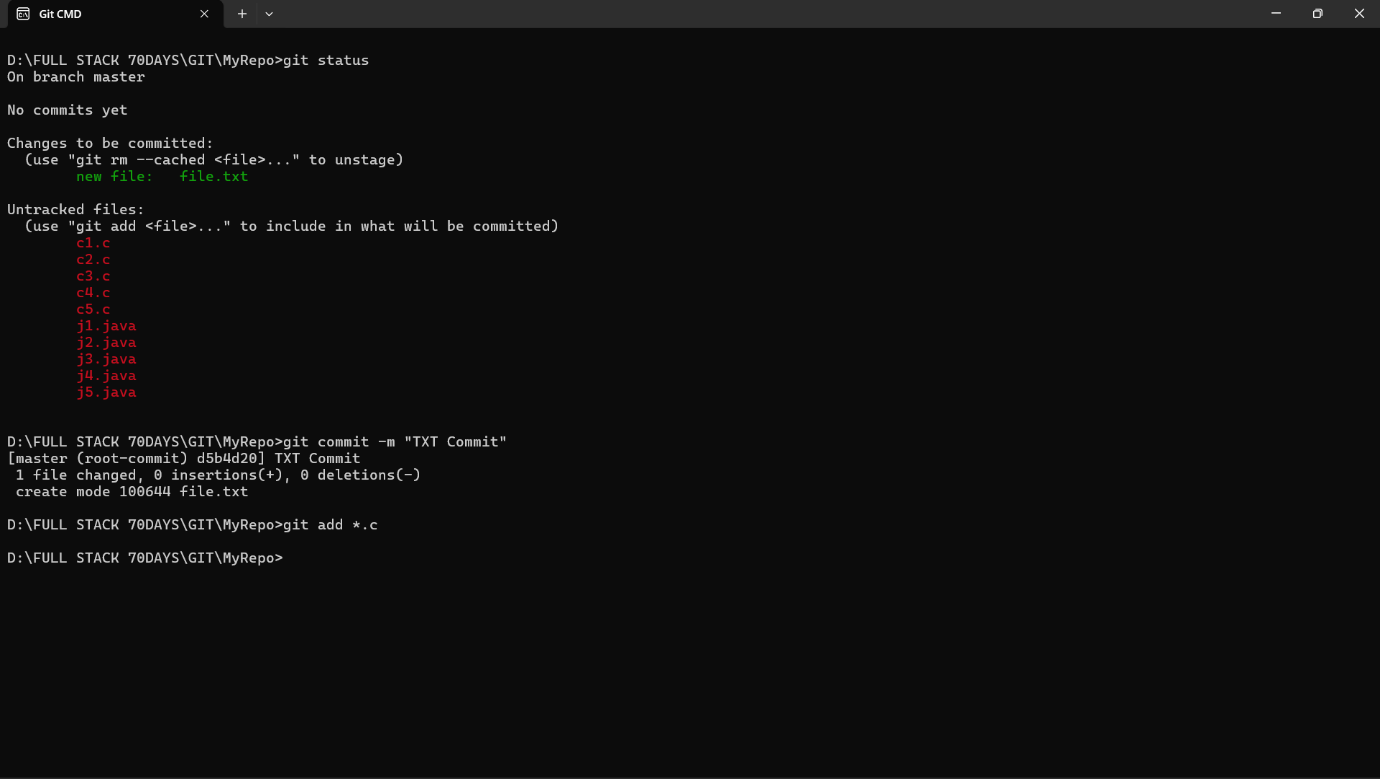 Git CMD
D:\FULL STACK 70DAYS\GIT\MyRepo>git status
On branch master
No commits yet
Changes to be committed:
  (use "git rm --cached <file>..." to unstage)
        new file:   file.txt
Untracked files:
  (use "git add <file>..." to include in what will be committed)
        c1.c
        c2.c
        c3.c
        c4.c
        c5.c
        j1.java
        j2.java
        j3.java
        j4.java
        j5.java
D:\FULL STACK 70DAYS\GIT\MyRepo>git commit -m "TXT Commit"
[master (root-commit) d5b4d20] TXT Commit
 1 file changed, 0 insertions(+), 0 deletions(-)
 create mode 100644 file.txt
D:\FULL STACK 70DAYS\GIT\MyRepo>git add *.c
D:\FULL STACK 70DAYS\GIT\MyRepo>